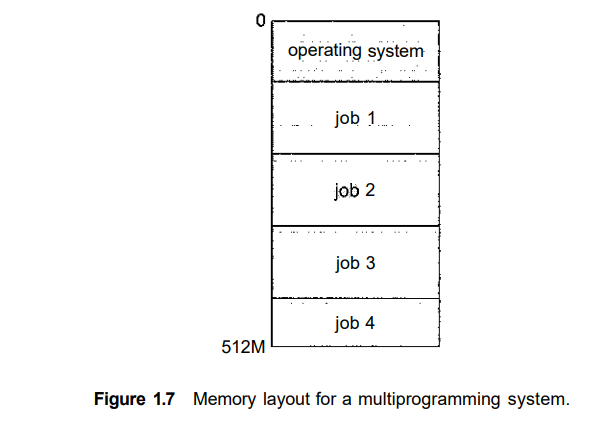 0
operating system
job 1
job 2
job 3
job 4
512M
Figure 1.7 Memory layout for a multiprogramming system.